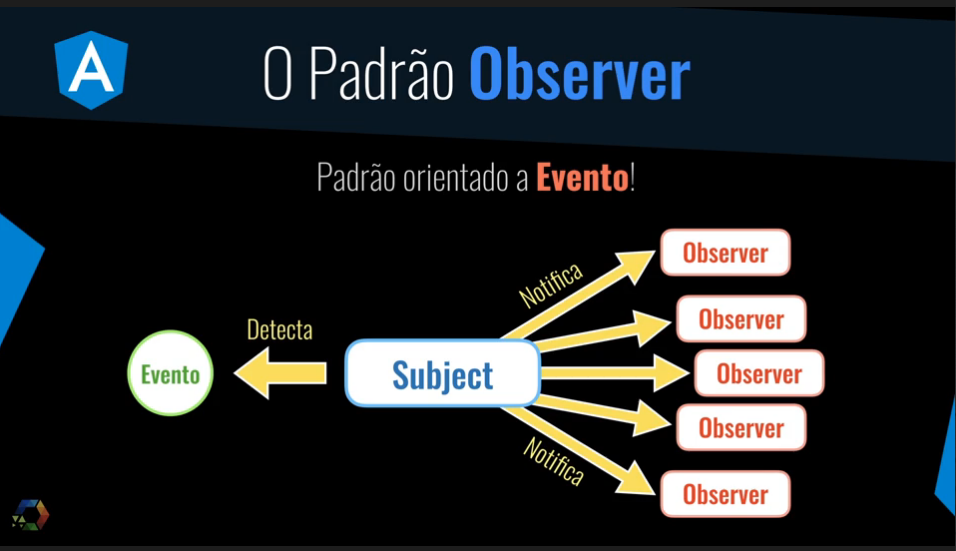 A
O Padrão Observer
Padrão orientado a Evento!
Detecta
Evento
Subject
Notifica
Notifica
Observer
Observer
Observer
Observer
Observer